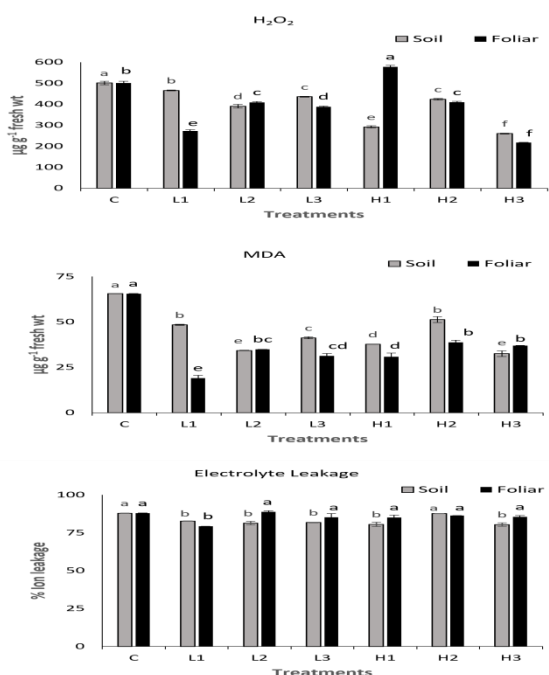 H₂O₂
Soil Foliar
µg g⁻¹ fresh wt
600
500
400
300
200
100
0
a b b e d c d d e a c c f f
C L1 L2 L3 H1 H2 H3
Treatments
MDA
Soil Foliar
µg g⁻¹ fresh wt
75
50
25
0
a a b e e bc c cd d d b b e b
C L1 L2 L3 H1 H2 H3
Treatments
Electrolyte Leakage
Soil Foliar
% Ion leakage
100
75
50
25
0
a a b b b a b a b a a a b a
C L1 L2 L3 H1 H2 H3
Treatments